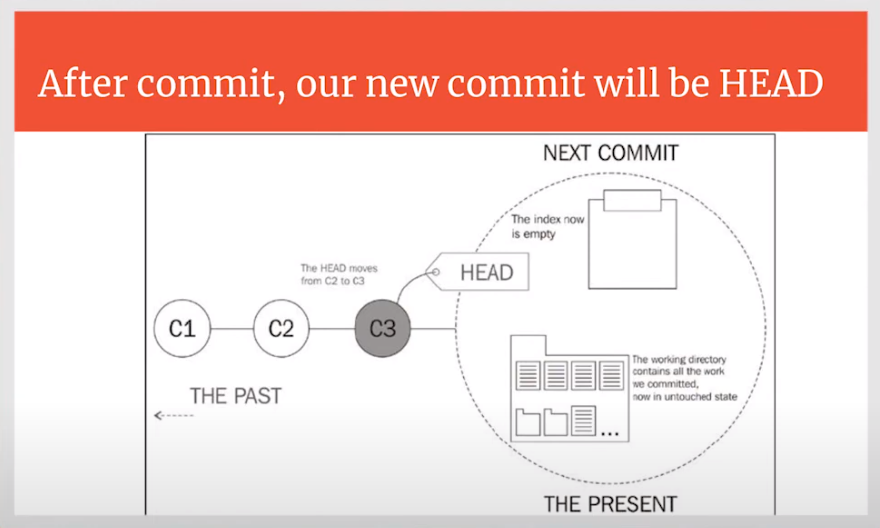 After commit, our new commit will be HEAD
NEXT COMMIT
The index now
is empty
The HEAD moves
from C2 to C3
HEAD
C1
C2
C3
The working directory
contains all the work
we committed,
now in untouched state
THE PAST
...
THE PRESENT